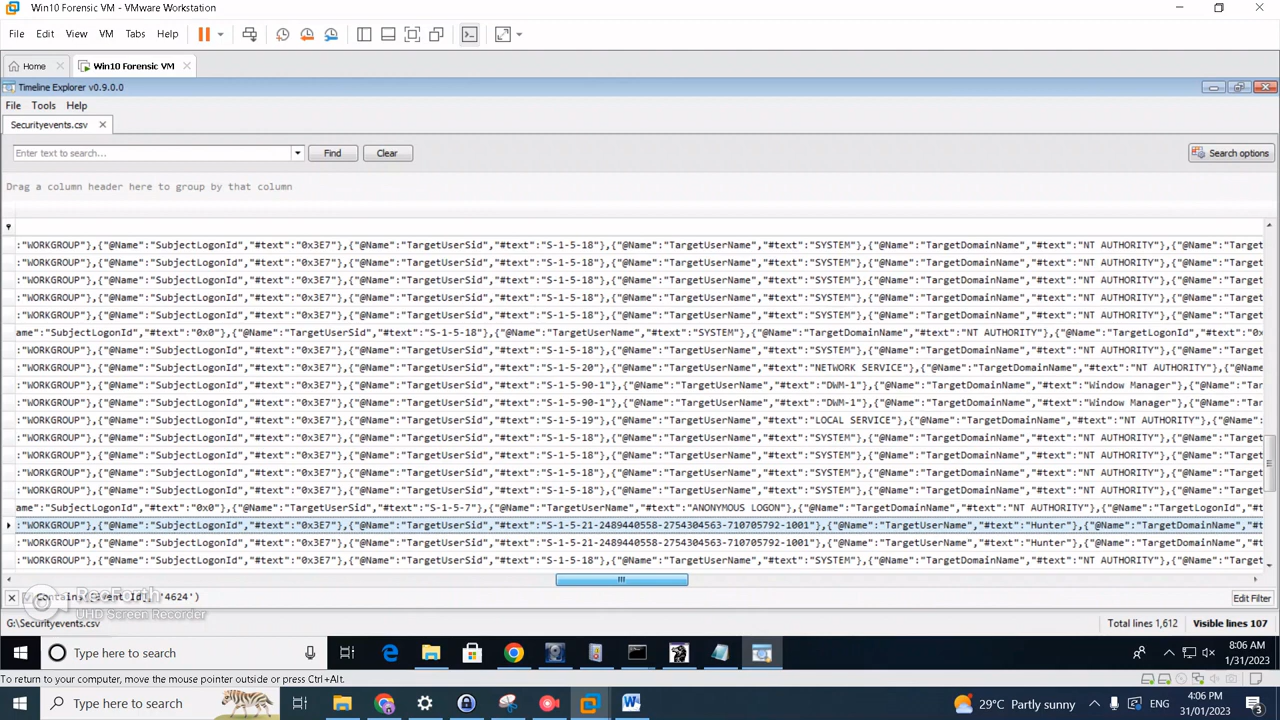 Win10 Forensic VM - VMware Workstation
File Edit View VM Tabs Help
Home Win10 Forensic VM
Timeline Explorer v0.9.0.0
File Tools Help
Securityevents.csv
Enter text to search... Find Clear Search options
Drag a column header here to group by that column
:"WORKGROUP"},{"@Name":"SubjectLogonId","#text":"0x3E7"},{"@Name":"TargetUserSid","#text":"S-1-5-18"},{"@Name":"TargetUserName","#text":"SYSTEM"},{"@Name":"TargetDomainName","#text":"NT AUTHORITY"},{"@Name":"Target
:"WORKGROUP"},{"@Name":"SubjectLogonId","#text":"0x3E7"},{"@Name":"TargetUserSid","#text":"S-1-5-18"},{"@Name":"TargetUserName","#text":"SYSTEM"},{"@Name":"TargetDomainName","#text":"NT AUTHORITY"},{"@Name":"Target
:"WORKGROUP"},{"@Name":"SubjectLogonId","#text":"0x3E7"},{"@Name":"TargetUserSid","#text":"S-1-5-18"},{"@Name":"TargetUserName","#text":"SYSTEM"},{"@Name":"TargetDomainName","#text":"NT AUTHORITY"},{"@Name":"Target
:"WORKGROUP"},{"@Name":"SubjectLogonId","#text":"0x3E7"},{"@Name":"TargetUserSid","#text":"S-1-5-18"},{"@Name":"TargetUserName","#text":"SYSTEM"},{"@Name":"TargetDomainName","#text":"NT AUTHORITY"},{"@Name":"Target
:"WORKGROUP"},{"@Name":"SubjectLogonId","#text":"0x3E7"},{"@Name":"TargetUserSid","#text":"S-1-5-18"},{"@Name":"TargetUserName","#text":"SYSTEM"},{"@Name":"TargetDomainName","#text":"NT AUTHORITY"},{"@Name":"Target
ame":"SubjectLogonId","#text":"0x0"},{"@Name":"TargetUserSid","#text":"S-1-5-18"},{"@Name":"TargetUserName","#text":"SYSTEM"},{"@Name":"TargetDomainName","#text":"NT AUTHORITY"},{"@Name":"TargetLogonId","#text":"0x
:"WORKGROUP"},{"@Name":"SubjectLogonId","#text":"0x3E7"},{"@Name":"TargetUserSid","#text":"S-1-5-18"},{"@Name":"TargetUserName","#text":"SYSTEM"},{"@Name":"TargetDomainName","#text":"NT AUTHORITY"},{"@Name":"Target
:"WORKGROUP"},{"@Name":"SubjectLogonId","#text":"0x3E7"},{"@Name":"TargetUserSid","#text":"S-1-5-20"},{"@Name":"TargetUserName","#text":"NETWORK SERVICE"},{"@Name":"TargetDomainName","#text":"NT AUTHORITY"},{"@Name
:"WORKGROUP"},{"@Name":"SubjectLogonId","#text":"0x3E7"},{"@Name":"TargetUserSid","#text":"S-1-5-90-1"},{"@Name":"TargetUserName","#text":"DWM-1"},{"@Name":"TargetDomainName","#text":"Window Manager"},{"@Name":"Tar
:"WORKGROUP"},{"@Name":"SubjectLogonId","#text":"0x3E7"},{"@Name":"TargetUserSid","#text":"S-1-5-90-1"},{"@Name":"TargetUserName","#text":"DWM-1"},{"@Name":"TargetDomainName","#text":"Window Manager"},{"@Name":"Tar
:"WORKGROUP"},{"@Name":"SubjectLogonId","#text":"0x3E7"},{"@Name":"TargetUserSid","#text":"S-1-5-19"},{"@Name":"TargetUserName","#text":"LOCAL SERVICE"},{"@Name":"TargetDomainName","#text":"NT AUTHORITY"},{"@Name":
:"WORKGROUP"},{"@Name":"SubjectLogonId","#text":"0x3E7"},{"@Name":"TargetUserSid","#text":"S-1-5-18"},{"@Name":"TargetUserName","#text":"SYSTEM"},{"@Name":"TargetDomainName","#text":"NT AUTHORITY"},{"@Name":"Target
:"WORKGROUP"},{"@Name":"SubjectLogonId","#text":"0x3E7"},{"@Name":"TargetUserSid","#text":"S-1-5-18"},{"@Name":"TargetUserName","#text":"SYSTEM"},{"@Name":"TargetDomainName","#text":"NT AUTHORITY"},{"@Name":"Target
:"WORKGROUP"},{"@Name":"SubjectLogonId","#text":"0x3E7"},{"@Name":"TargetUserSid","#text":"S-1-5-18"},{"@Name":"TargetUserName","#text":"SYSTEM"},{"@Name":"TargetDomainName","#text":"NT AUTHORITY"},{"@Name":"Target
:"WORKGROUP"},{"@Name":"SubjectLogonId","#text":"0x3E7"},{"@Name":"TargetUserSid","#text":"S-1-5-18"},{"@Name":"TargetUserName","#text":"SYSTEM"},{"@Name":"TargetDomainName","#text":"NT AUTHORITY"},{"@Name":"Target
ame":"SubjectLogonId","#text":"0x0"},{"@Name":"TargetUserSid","#text":"S-1-5-7"},{"@Name":"TargetUserName","#text":"ANONYMOUS LOGON"},{"@Name":"TargetDomainName","#text":"NT AUTHORITY"},{"@Name":"TargetLogonId","#
:"WORKGROUP"},{"@Name":"SubjectLogonId","#text":"0x3E7"},{"@Name":"TargetUserSid","#text":"S-1-5-21-2489440558-2754304563-710705792-1001"},{"@Name":"TargetUserName","#text":"Hunter"},{"@Name":"TargetDomainName","#t
:"WORKGROUP"},{"@Name":"SubjectLogonId","#text":"0x3E7"},{"@Name":"TargetUserSid","#text":"S-1-5-21-2489440558-2754304563-710705792-1001"},{"@Name":"TargetUserName","#text":"Hunter"},{"@Name":"TargetDomainName","#t
:"WORKGROUP"},{"@Name":"SubjectLogonId","#text":"0x3E7"},{"@Name":"TargetUserSid","#text":"S-1-5-18"},{"@Name":"TargetUserName","#text":"SYSTEM"},{"@Name":"TargetDomainName","#text":"NT AUTHORITY"},{"@Name":"Target
RecForth
UHD Screen Recorder
Contains([Event Id], '4624') Edit Filter
G:\Securityevents.csv Total lines 1,612 Visible lines 107
Type here to search 8:06 AM
1/31/2023
To return to your computer, move the mouse pointer outside or press Ctrl+Alt.
Type here to search 29°C Partly sunny 4:06 PM
31/01/2023 3